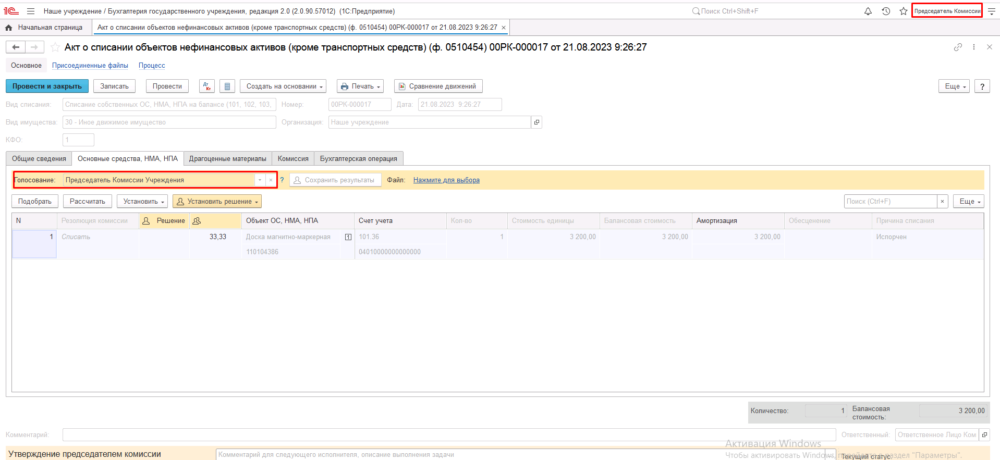 Наше учреждение / Бухгалтерия государственного учреждения, редакция 2.0 (2.0.90.57012) (1С:Предприятие)
Поиск Ctrl+Shift+F
Председатель Комиссии
Начальная страница
Акт о списании объектов нефинансовых активов (кроме транспортных средств) (ф. 0510454) 00РК-000017 от 21.08.2023 9:26:27 ×
Акт о списании объектов нефинансовых активов (кроме транспортных средств) (ф. 0510454) 00РК-000017 от 21.08.2023 9:26:27
Основное Присоединенные файлы Процесс
Провести и закрыть Записать Провести Дт Кт Создать на основании Печать Сравнение движений Еще ?
Вид списания: Списание собственных ОС, НМА, НПА на балансе (101, 102, 103, Номер: 00РК-000017 Дата: 21.08.2023 9:26:27
Вид имущества: 30 - Иное движимое имущество Организация: Наше учреждение
КФО: 1
Общие сведения Основные средства, НМА, НПА Драгоценные материалы Комиссия Бухгалтерская операция
Голосование: Председатель Комиссии Учреждения × ? Сохранить результаты Файл: Нажмите для выбора
Подобрать Рассчитать Установить Установить решение Поиск (Ctrl+F) × Еще
N Резолюция комиссии Решение Объект ОС, НМА, НПА Счет учета Кол-во Стоимость единицы Балансовая стоимость Амортизация Обесценение Причина списания
1 Списать 33,33 Доска магнитно-маркерная 1 101.36 1 3 200,00 3 200,00 3 200,00 Испорчен
110104386 04010000000000000
Количество: 1 Балансовая стоимость: 3 200,00
Комментарий: Ответственный: Ответственное Лицо Ком
Активация Windows
Утверждение председателем комиссии Комментарий для следующего исполнителя, описание выполнения задачи Текущий статус:
Чтобы активировать Windows, перейдите в раздел "Параметры".